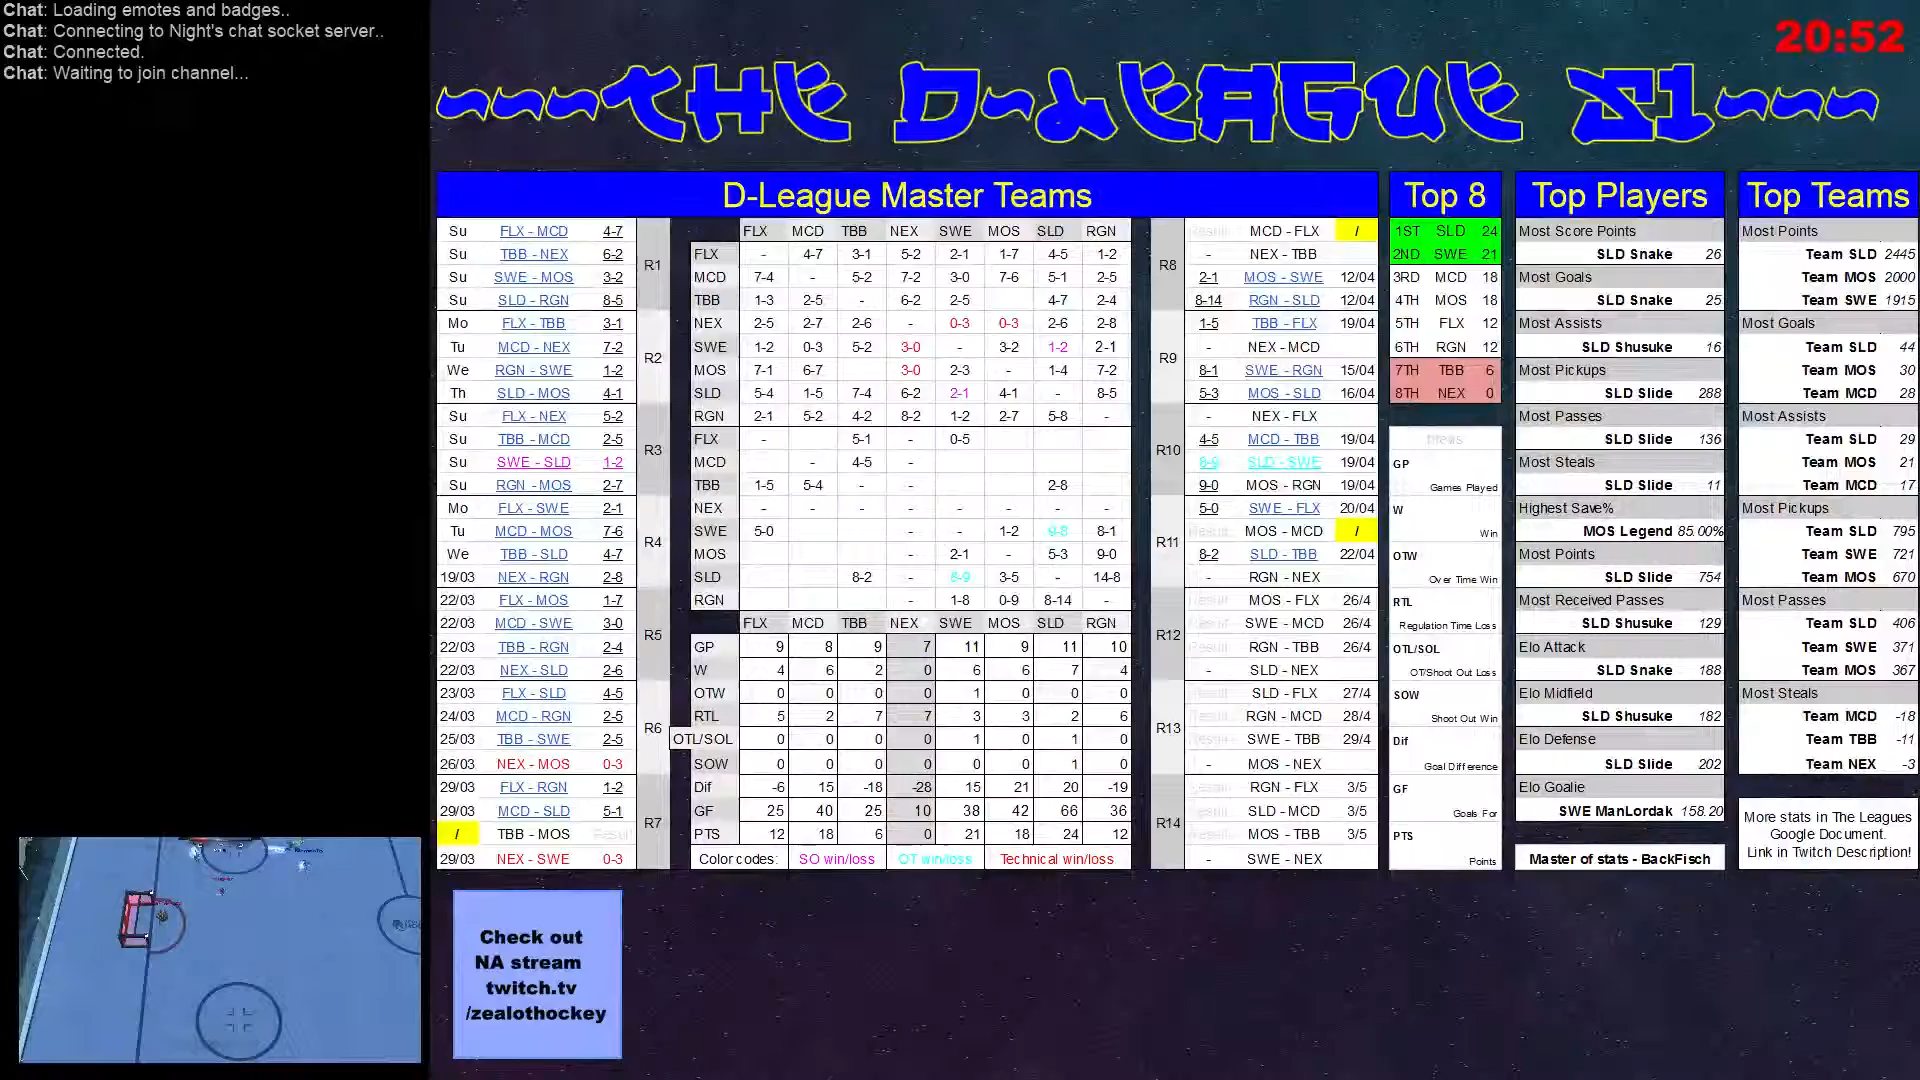 Chat: Loading emotes and badges..
Chat: Connecting to Night's chat socket server..
Chat: Connected.
Chat: Waiting to join channel...
20:52
~~~THE D-LEAGUE S1~~~
D-League Master Teams
Su FLX - MCD 4-7
Su TBB - NEX 6-2
Su SWE - MOS 3-2
Su SLD - RGN 8-5
R1
Mo FLX - TBB 3-1
Tu MCD - NEX 7-2
We RGN - SWE 1-2
Th SLD - MOS 4-1
R2
Su FLX - NEX 5-2
Su TBB - MCD 2-5
Su SWE - SLD 1-2
Su RGN - MOS 2-7
R3
Mo FLX - SWE 2-1
Tu MCD - MOS 7-6
We TBB - SLD 4-7
19/03 NEX - RGN 2-8
R4
22/03 FLX - MOS 1-7
22/03 MCD - SWE 3-0
22/03 TBB - RGN 2-4
22/03 NEX - SLD 2-6
R5
23/03 FLX - SLD 4-5
24/03 MCD - RGN 2-5
25/03 TBB - SWE 2-5
26/03 NEX - MOS 0-3
R6
29/03 FLX - RGN 1-2
29/03 MCD - SLD 5-1
/ TBB - MOS Result
29/03 NEX - SWE 0-3
R7
FLX MCD TBB NEX SWE MOS SLD RGN
FLX - 4-7 3-1 5-2 2-1 1-7 4-5 1-2
MCD 7-4 - 5-2 7-2 3-0 7-6 5-1 2-5
TBB 1-3 2-5 - 6-2 2-5 4-7 2-4
NEX 2-5 2-7 2-6 - 0-3 0-3 2-6 2-8
SWE 1-2 0-3 5-2 3-0 - 3-2 1-2 2-1
MOS 7-1 6-7 3-0 2-3 - 1-4 7-2
SLD 5-4 1-5 7-4 6-2 2-1 4-1 - 8-5
RGN 2-1 5-2 4-2 8-2 1-2 2-7 5-8 -
FLX - 5-1 - 0-5
MCD - 4-5 -
TBB 1-5 5-4 - - 2-8
NEX - - - - - - - -
SWE 5-0 - - 1-2 9-8 8-1
MOS - 2-1 - 5-3 9-0
SLD 8-2 - 8-9 3-5 - 14-8
RGN - 1-8 0-9 8-14 -
FLX MCD TBB NEX SWE MOS SLD RGN
GP 9 8 9 7 11 9 11 10
W 4 6 2 0 6 6 7 4
OTW 0 0 0 0 1 0 0 0
RTL 5 2 7 7 3 3 2 6
OTL/SOL 0 0 0 0 1 0 1 0
SOW 0 0 0 0 0 0 1 0
Dif -6 15 -18 -28 15 21 20 -19
GF 25 40 25 10 38 42 66 36
PTS 12 18 6 0 21 18 24 12
Color codes: SO win/loss OT win/loss Technical win/loss
R8
Result MCD - FLX /
- NEX - TBB
2-1 MOS - SWE 12/04
8-14 RGN - SLD 12/04
R9
1-5 TBB - FLX 19/04
- NEX - MCD
8-1 SWE - RGN 15/04
5-3 MOS - SLD 16/04
R10
- NEX - FLX
4-5 MCD - TBB 19/04
8-9 SLD - SWE 19/04
9-0 MOS - RGN 19/04
R11
5-0 SWE - FLX 20/04
Result MOS - MCD /
8-2 SLD - TBB 22/04
- RGN - NEX
R12
Result MOS - FLX 26/4
Result SWE - MCD 26/4
Result RGN - TBB 26/4
- SLD - NEX
R13
Result SLD - FLX 27/4
Result RGN - MCD 28/4
Result SWE - TBB 29/4
- MOS - NEX
R14
Result RGN - FLX 3/5
Result SLD - MCD 3/5
Result MOS - TBB 3/5
- SWE - NEX
Top 8
1ST SLD 24
2ND SWE 21
3RD MCD 18
4TH MOS 18
5TH FLX 12
6TH RGN 12
7TH TBB 6
8TH NEX 0
GP
Games Played
W
Win
OTW
Over Time Win
RTL
Regulation Time Loss
OTL/SOL
OT/Shoot Out Loss
SOW
Shoot Out Win
Dif
Goal Difference
GF
Goals For
PTS
Points
Top Players
Most Score Points
SLD Snake 26
Most Goals
SLD Snake 25
Most Assists
SLD Shusuke 16
Most Pickups
SLD Slide 288
Most Passes
SLD Slide 136
Most Steals
SLD Slide 11
Highest Save%
MOS Legend 85.00%
Most Points
SLD Slide 754
Most Received Passes
SLD Shusuke 129
Elo Attack
SLD Snake 188
Elo Midfield
SLD Shusuke 182
Elo Defense
SLD Slide 202
Elo Goalie
SWE ManLordak 158.20
Master of stats - BackFisch
Top Teams
Most Points
Team SLD 2445
Team MOS 2000
Team SWE 1915
Most Goals
Team SLD 44
Team MOS 30
Team MCD 28
Most Assists
Team SLD 29
Team MOS 21
Team MCD 17
Most Pickups
Team SLD 795
Team SWE 721
Team MOS 670
Most Passes
Team SLD 406
Team SWE 371
Team MOS 367
Most Steals
Team MCD -18
Team TBB -11
Team NEX -3
More stats in The Leagues
Google Document.
Link in Twitch Description!
Check out
NA stream
twitch.tv
/zealothockey